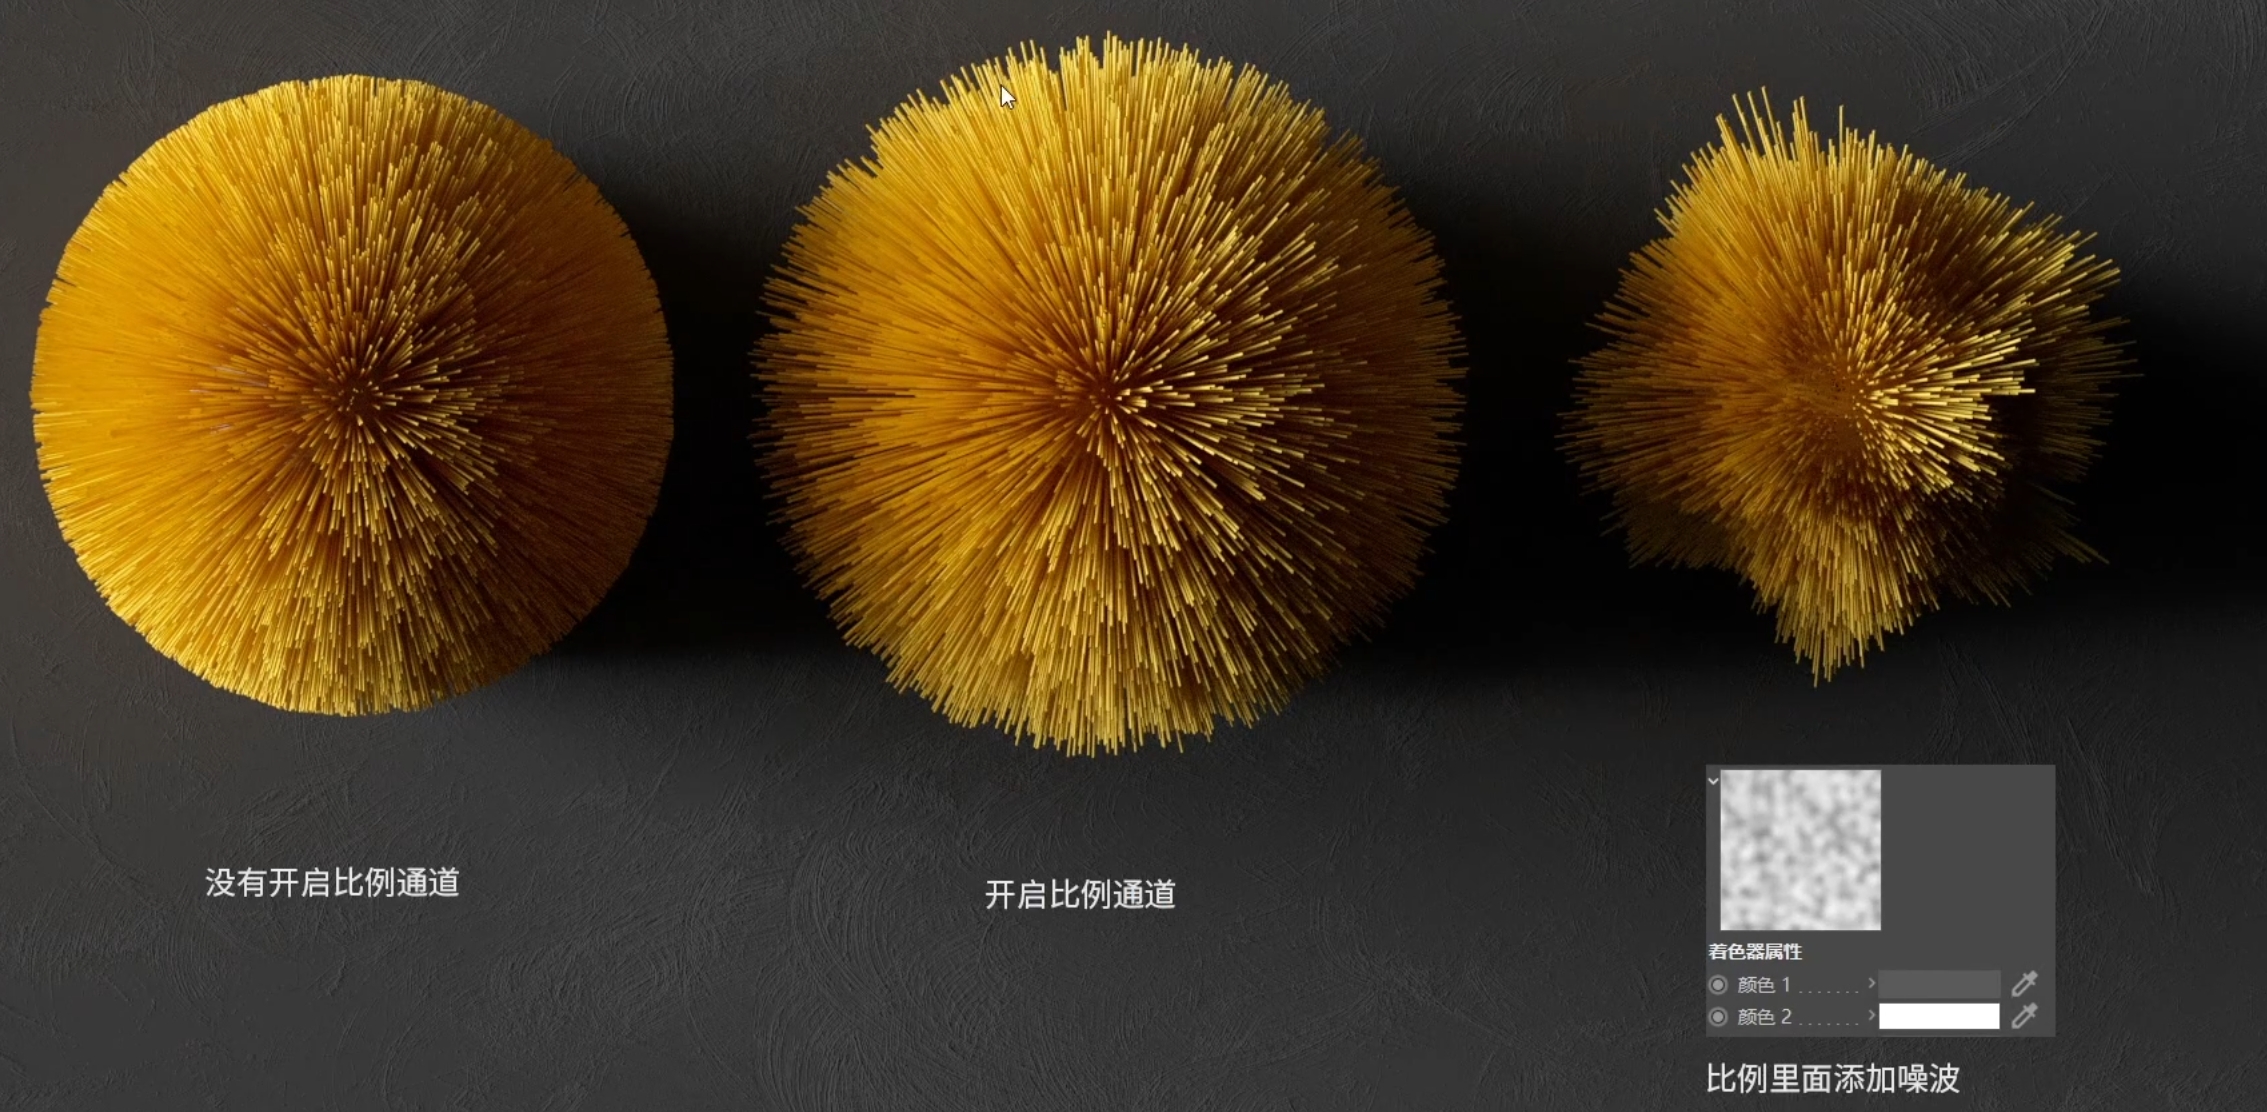 没有开启比例通道
开启比例通道
着色器属性
颜色 1 .......
颜色 2 .......
比例里面添加噪波